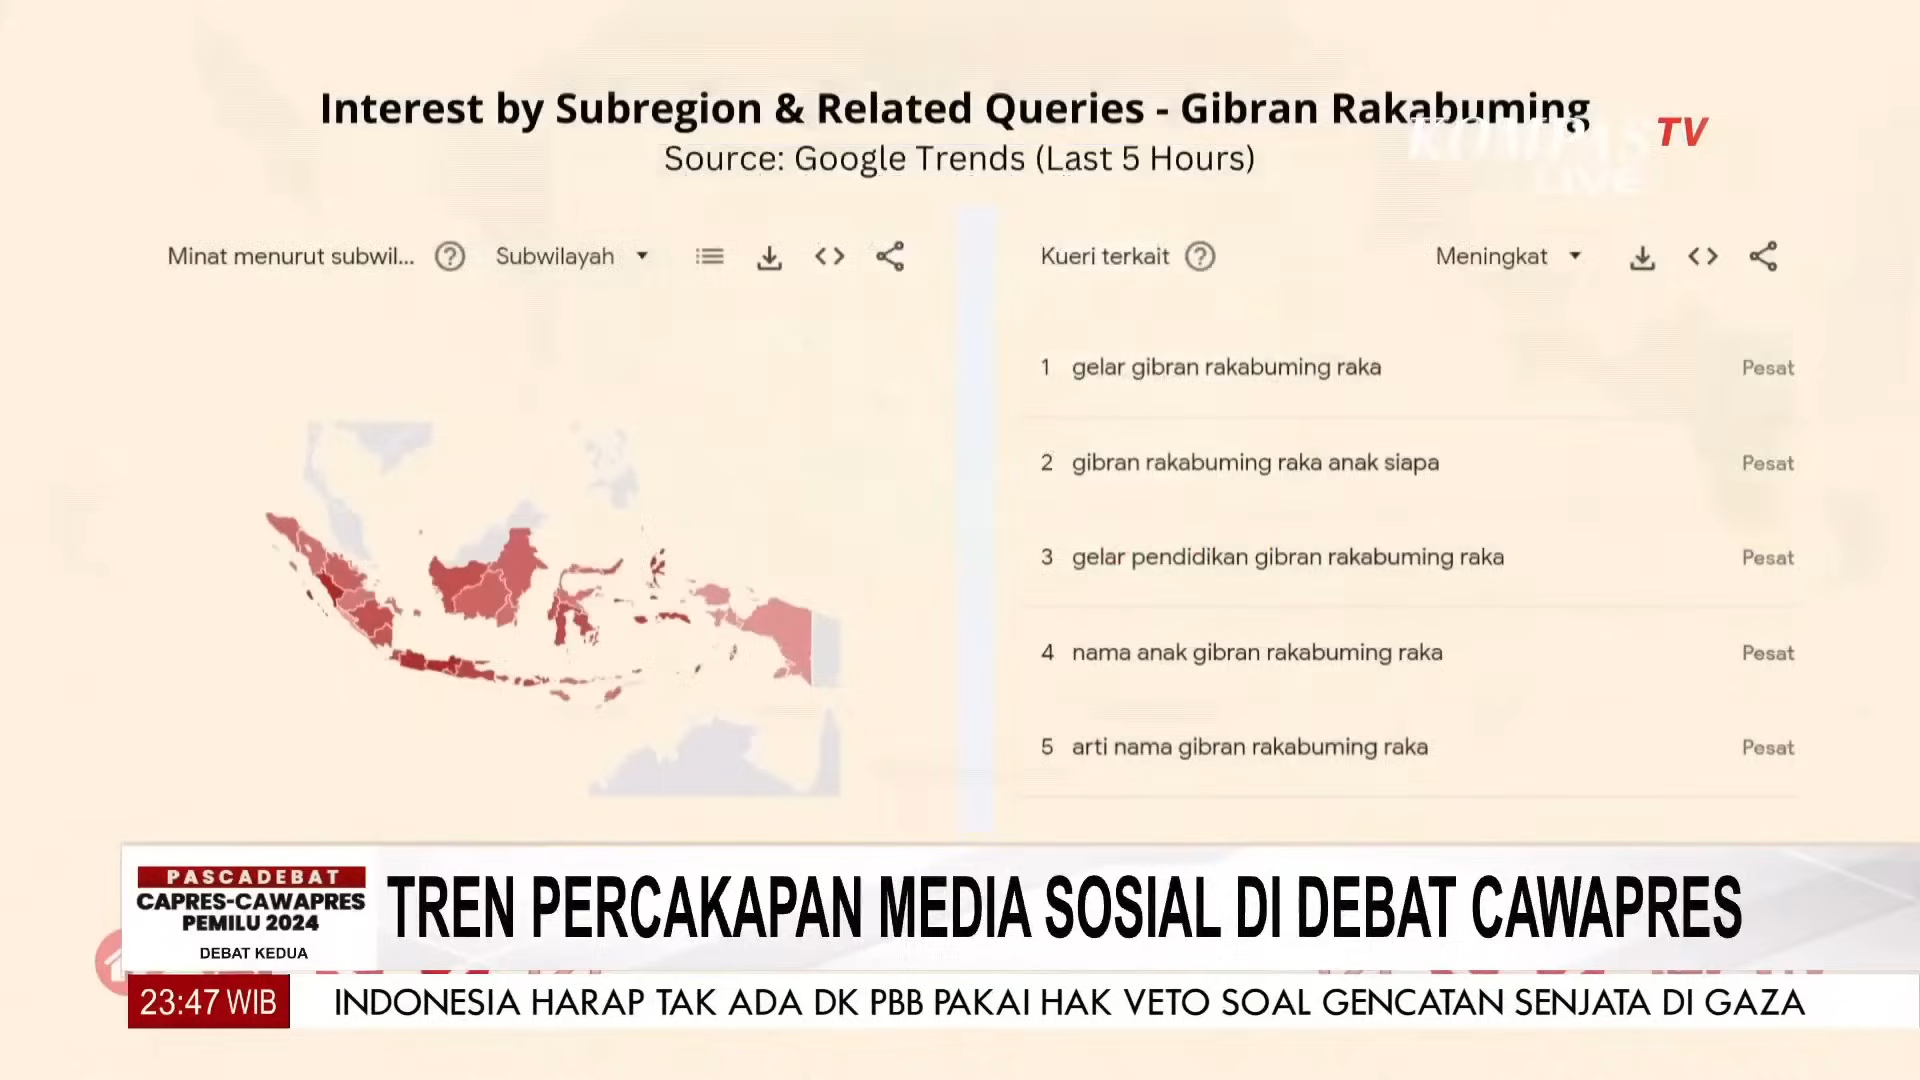 Interest by Subregion & Related Queries - Gibran Rakabuming
KOMPAS TV
LIVE
Source: Google Trends (Last 5 Hours)
Minat menurut subwil... ? Subwilayah
Kueri terkait ? Meningkat
1 gelar gibran rakabuming raka Pesat
2 gibran rakabuming raka anak siapa Pesat
3 gelar pendidikan gibran rakabuming raka Pesat
4 nama anak gibran rakabuming raka Pesat
5 arti nama gibran rakabuming raka Pesat
PASCADEBAT
CAPRES-CAWAPRES
PEMILU 2024
DEBAT KEDUA
TREN PERCAKAPAN MEDIA SOSIAL DI DEBAT CAWAPRES
23:47 WIB
INDONESIA HARAP TAK ADA DK PBB PAKAI HAK VETO SOAL GENCATAN SENJATA DI GAZA